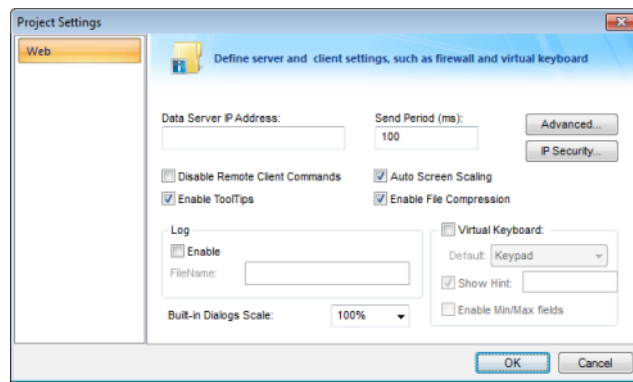 Project Settings
Web
Define server and client settings, such as firewall and virtual keyboard
Data Server IP Address:
Send Period (ms):
100
Advanced...
IP Security...
Disable Remote Client Commands
Auto Screen Scaling
Enable ToolTips
Enable File Compression
Log
Enable
FileName:
Virtual Keyboard:
Default: Keypad
Show Hint:
Enable Min/Max fields
Built-in Dialogs Scale: 100%
OK Cancel